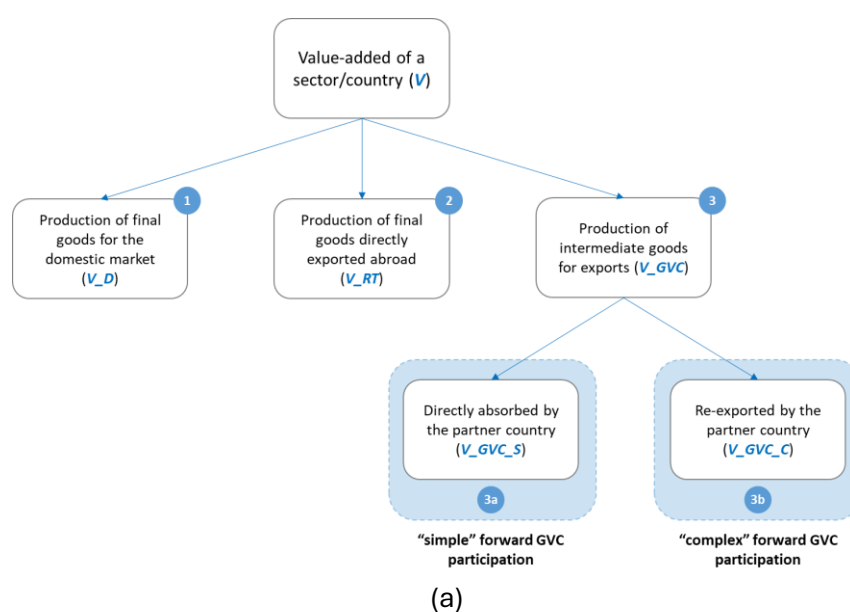 Value-added of a
sector/country (V)
1
Production of final
goods for the
domestic market
(V_D)
2
Production of final
goods directly
exported abroad
(V_RT)
3
Production of
intermediate goods
for exports (V_GVC)
Directly absorbed by
the partner country
(V_GVC_S)
3a
"simple" forward GVC
participation
Re-exported by the
partner country
(V_GVC_C)
3b
"complex" forward GVC
participation
(a)